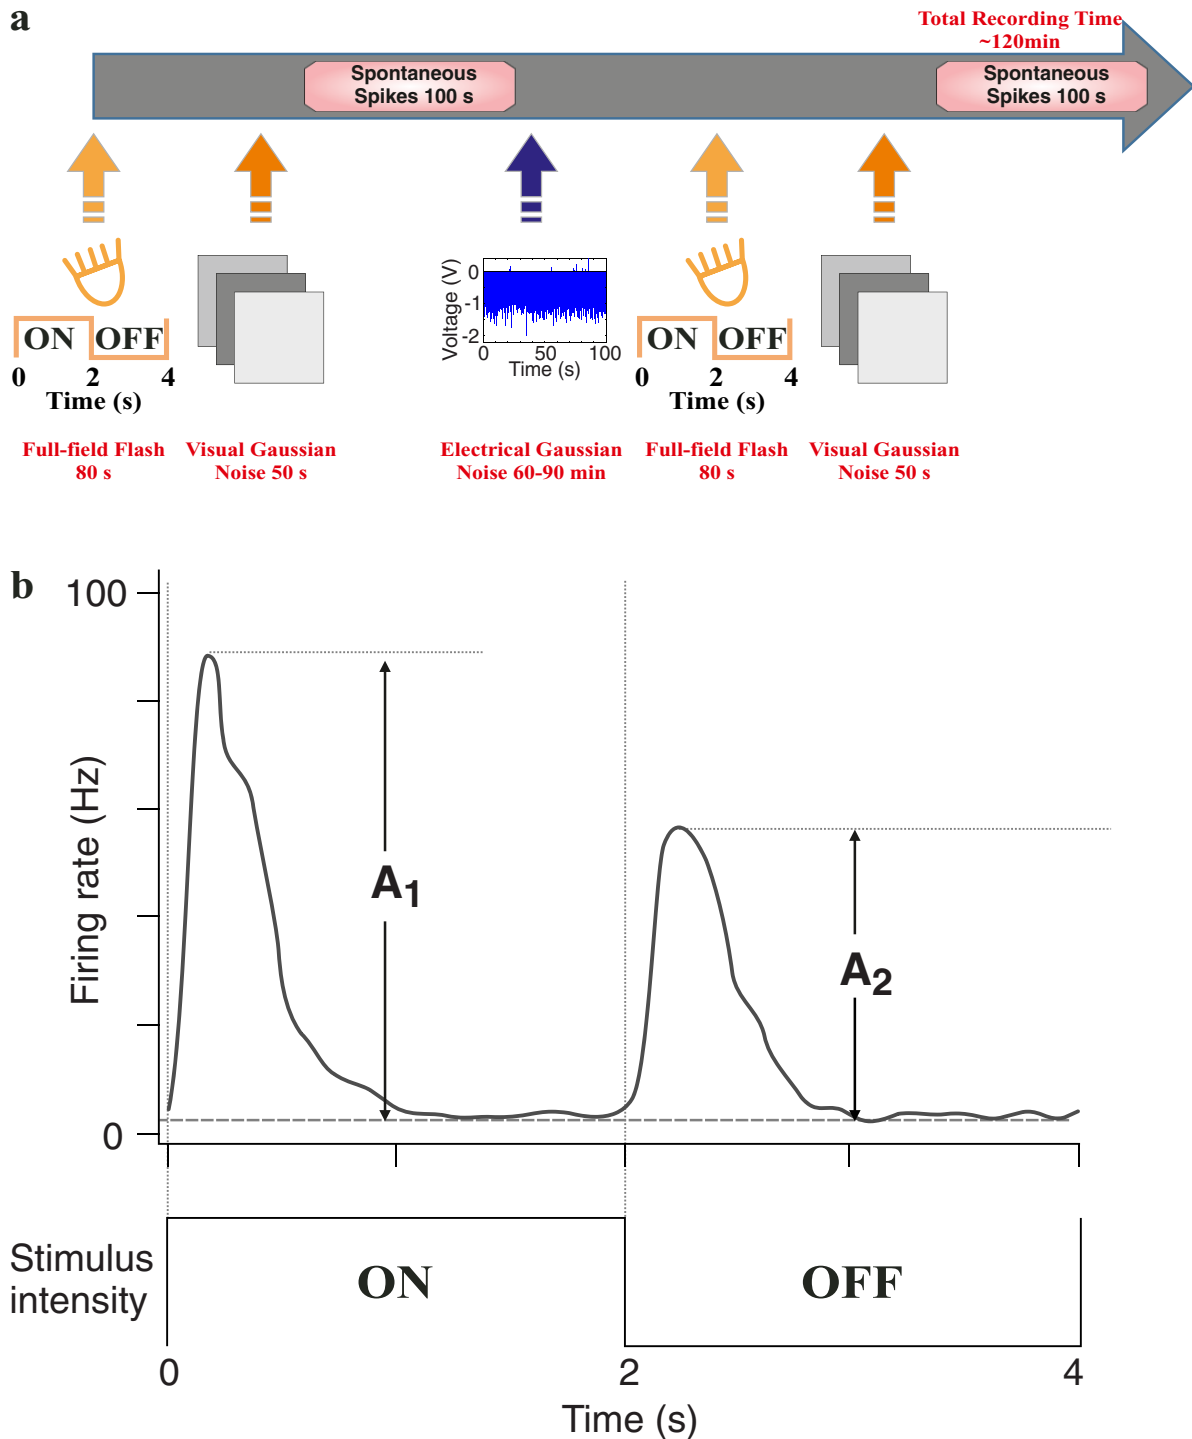 a
Total Recording Time
~120min
Spontaneous
Spikes 100 s
Spontaneous
Spikes 100 s
ON OFF
0 2 4
Time (s)
Voltage (V)
0
-1
-2
0 50 100
Time (s)
ON OFF
0 2 4
Time (s)
Full-field Flash
80 s
Visual Gaussian
Noise 50 s
Electrical Gaussian
Noise 60-90 min
Full-field Flash
80 s
Visual Gaussian
Noise 50 s
b
100
Firing rate (Hz)
A1
A2
0
Stimulus
intensity
ON
OFF
0 2 4
Time (s)